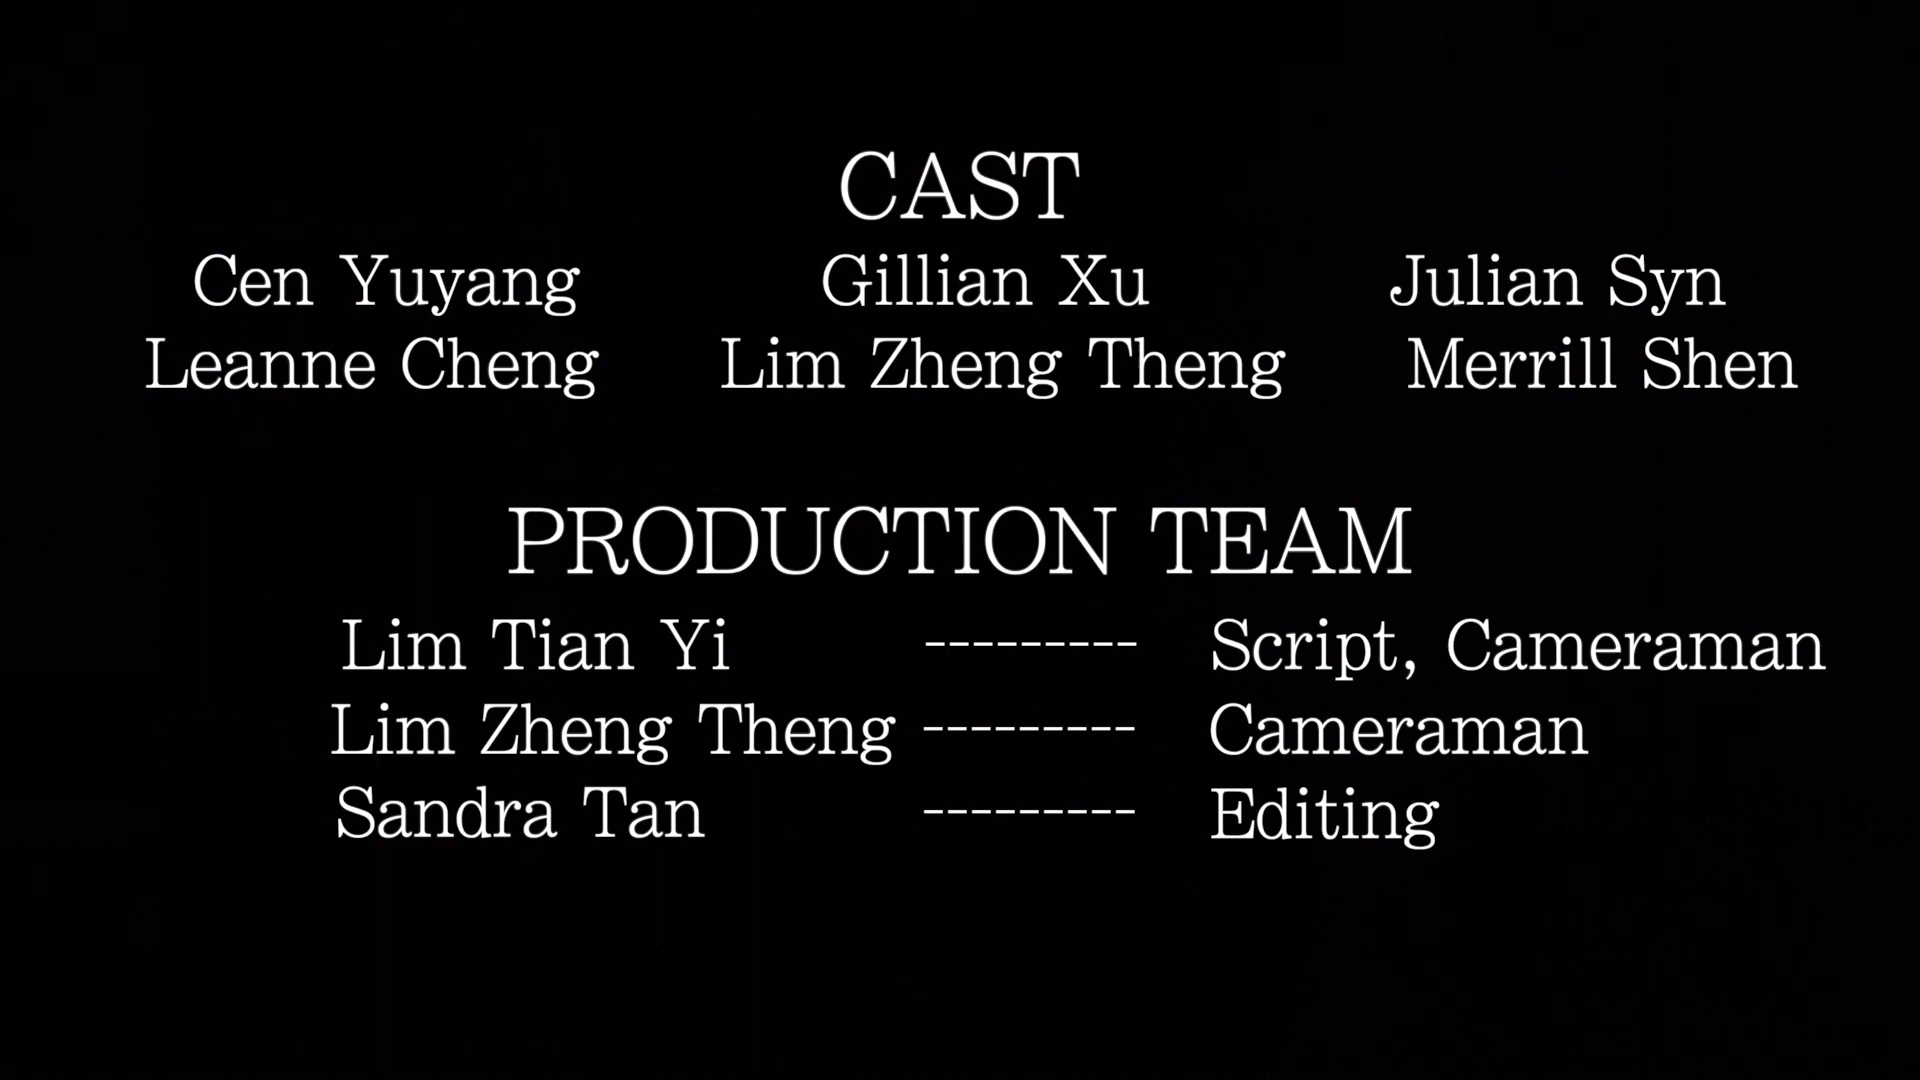 CAST
Cen Yuyang Gillian Xu Julian Syn
Leanne Cheng Lim Zheng Theng Merrill Shen
PRODUCTION TEAM
Lim Tian Yi --------- Script, Cameraman
Lim Zheng Theng --------- Cameraman
Sandra Tan --------- Editing